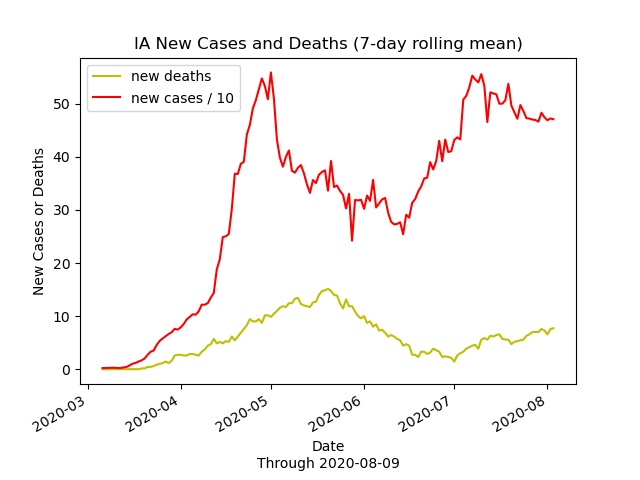 IA New Cases and Deaths (7-day rolling mean)
new deaths
new cases / 10
New Cases or Deaths
50
40
30
20
10
0
2020-03
2020-04
2020-05
2020-06
2020-07
2020-08
Date
Through 2020-08-09